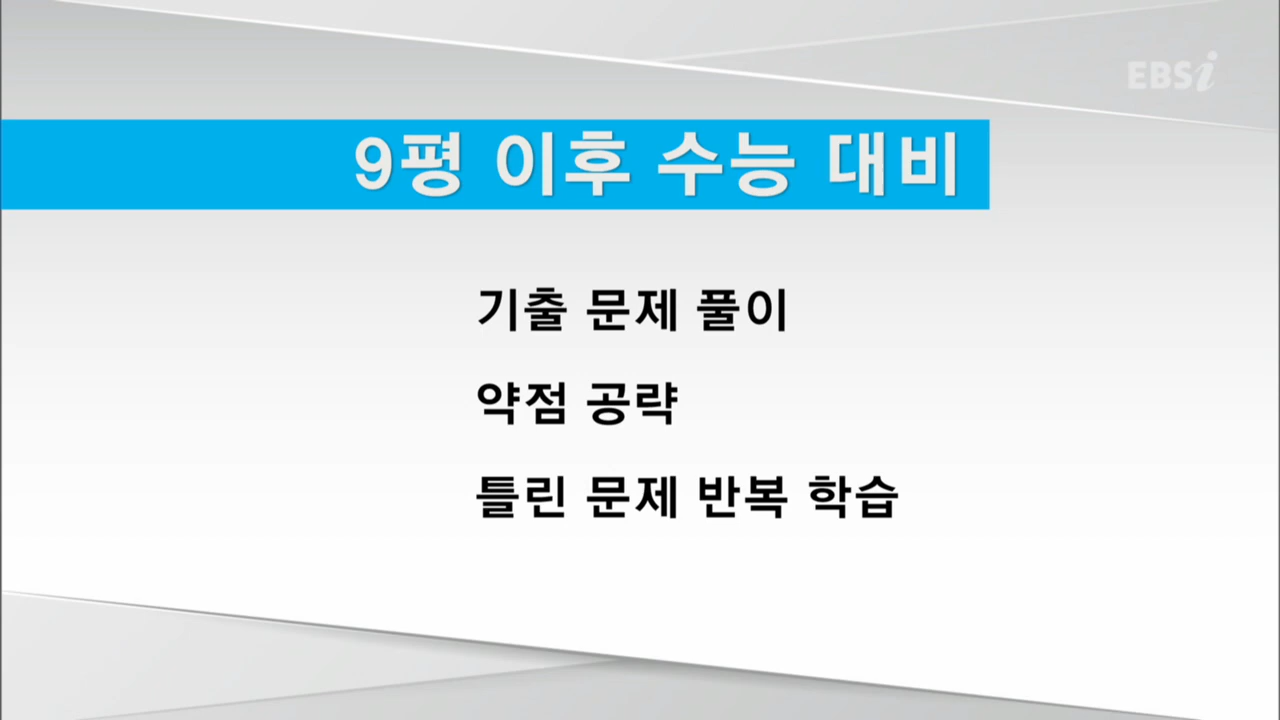 EBSi
9평 이후 수능 대비
기출 문제 풀이
약점 공략
틀린 문제 반복 학습